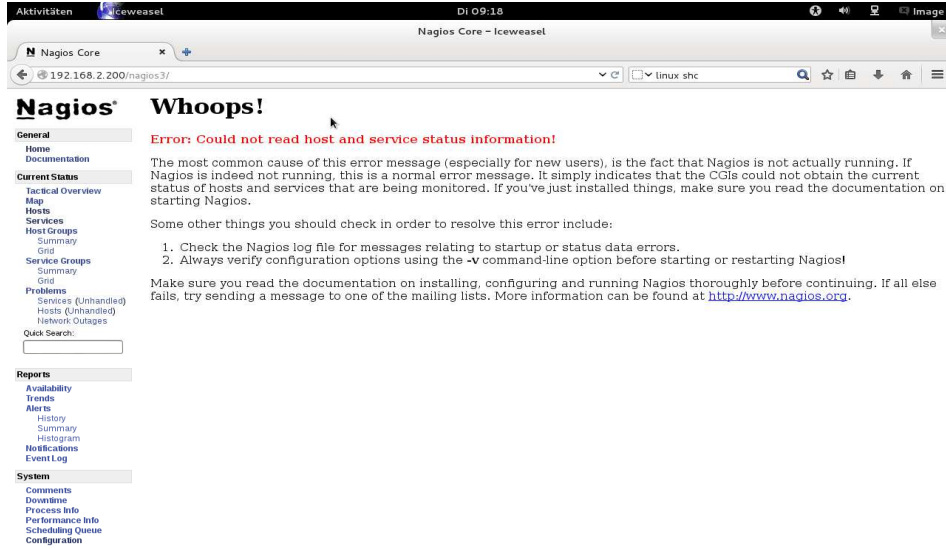 Aktivitäten
Iceweasel
Di 09:18
Image
Nagios Core - Iceweasel
N Nagios Core
192.168.2.200/nagios3/
linux shc
Nagios®
General
Home
Documentation
Current Status
Tactical Overview
Map
Hosts
Services
Host Groups
Summary
Grid
Service Groups
Summary
Grid
Problems
Services (Unhandled)
Hosts (Unhandled)
Network Outages
Quick Search:
Reports
Availability
Trends
Alerts
History
Summary
Histogram
Notifications
Event Log
System
Comments
Downtime
Process Info
Performance Info
Scheduling Queue
Configuration
Whoops!
Error: Could not read host and service status information!
The most common cause of this error message (especially for new users), is the fact that Nagios is not actually running. If
Nagios is indeed not running, this is a normal error message. It simply indicates that the CGIs could not obtain the current
status of hosts and services that are being monitored. If you've just installed things, make sure you read the documentation on
starting Nagios.
Some other things you should check in order to resolve this error include:
1. Check the Nagios log file for messages relating to startup or status data errors.
2. Always verify configuration options using the -v command-line option before starting or restarting Nagios!
Make sure you read the documentation on installing, configuring and running Nagios thoroughly before continuing. If all else
fails, try sending a message to one of the mailing lists. More information can be found at http://www.nagios.org.